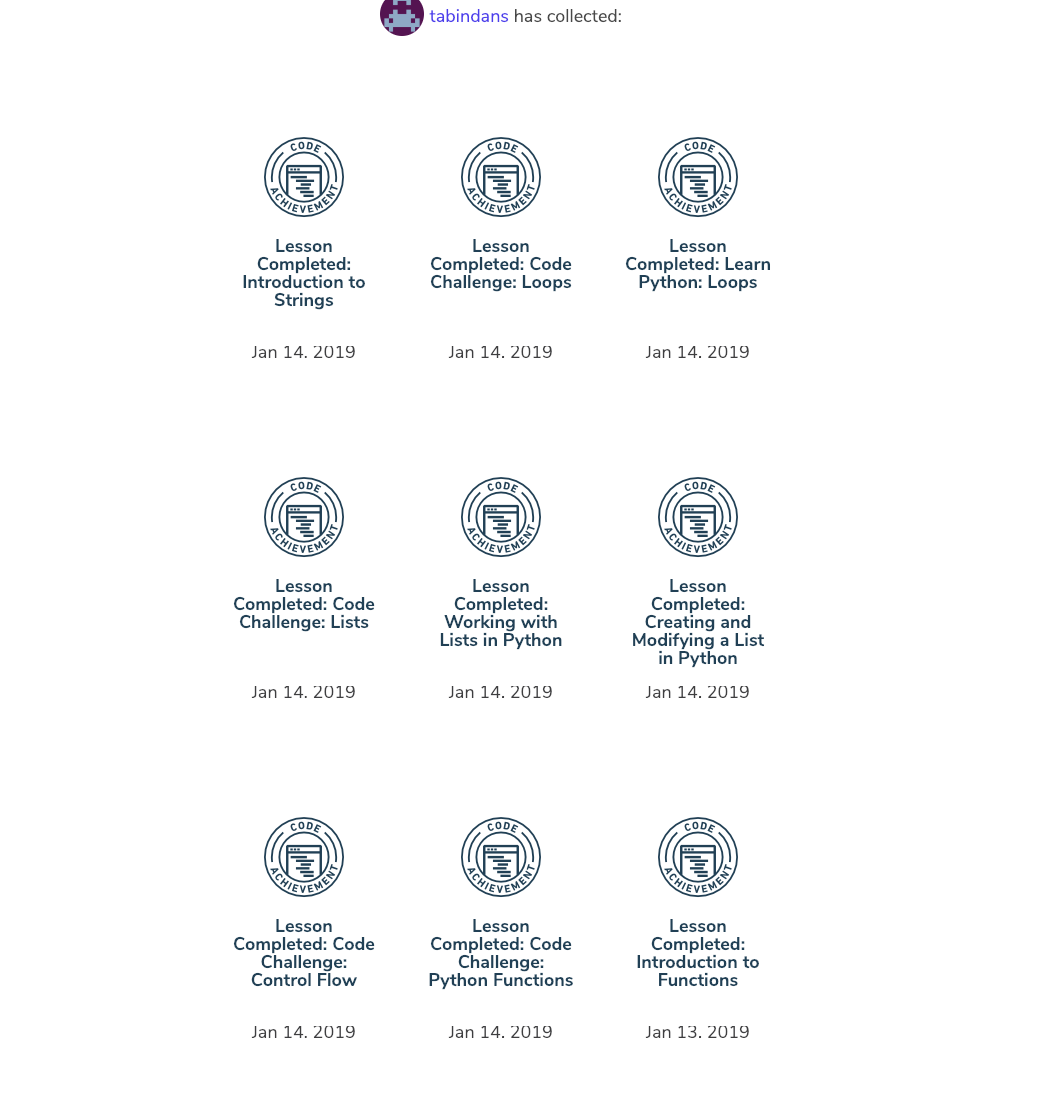 tabindans has collected:
CODE CODE CODE
ACHIEVEMENT ACHIEVEMENT ACHIEVEMENT
Lesson
Completed:
Introduction to
Strings
Jan 14. 2019
Lesson
Completed: Code
Challenge: Loops
Jan 14. 2019
Lesson
Completed: Learn
Python: Loops
Jan 14. 2019
CODE CODE CODE
ACHIEVEMENT ACHIEVEMENT ACHIEVEMENT
Lesson
Completed: Code
Challenge: Lists
Jan 14. 2019
Lesson
Completed:
Working with
Lists in Python
Jan 14. 2019
Lesson
Completed:
Creating and
Modifying a List
in Python
Jan 14. 2019
CODE CODE CODE
ACHIEVEMENT ACHIEVEMENT ACHIEVEMENT
Lesson
Completed: Code
Challenge:
Control Flow
Jan 14. 2019
Lesson
Completed: Code
Challenge:
Python Functions
Jan 14. 2019
Lesson
Completed:
Introduction to
Functions
Jan 13. 2019